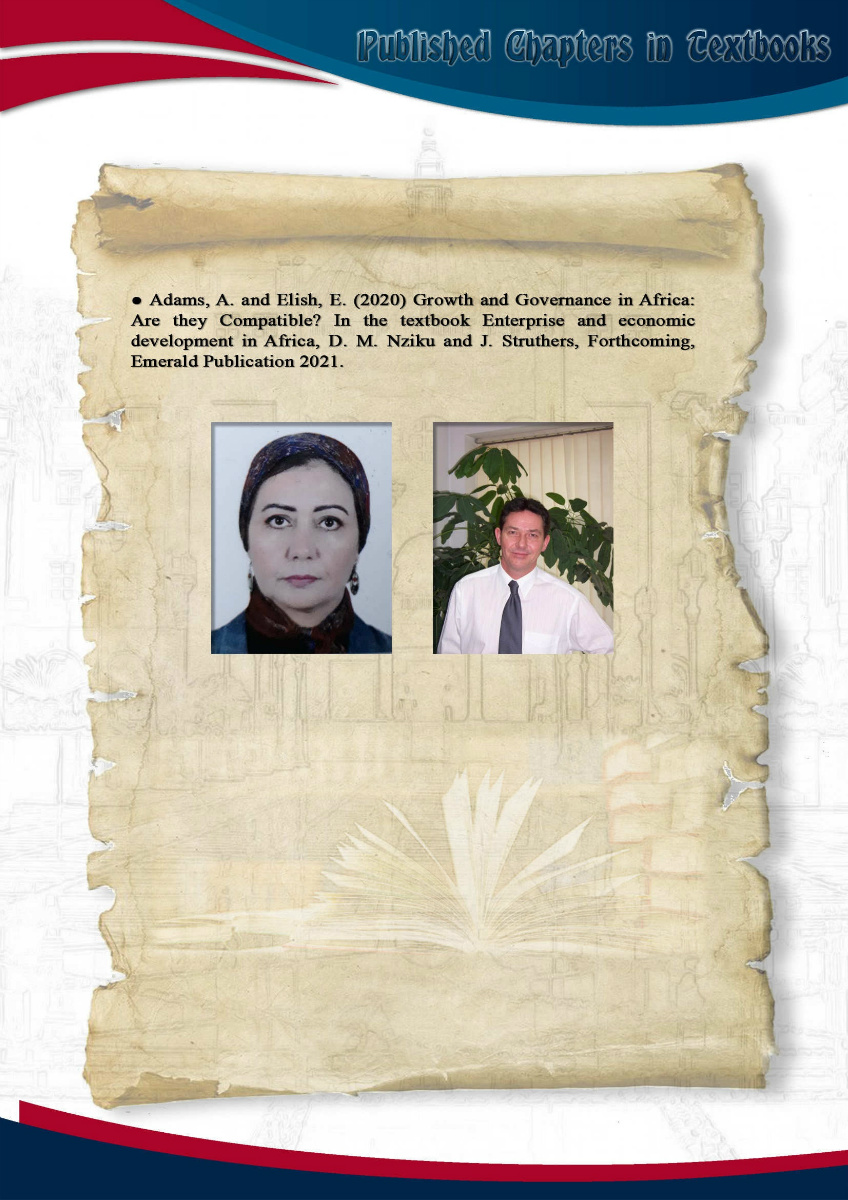 Published Chapters in Textbooks
● Adams, A. and Elish, E. (2020) Growth and Governance in Africa:
Are they Compatible? In the textbook Enterprise and economic
development in Africa, D. M. Nziku and J. Struthers, Forthcoming,
Emerald Publication 2021.